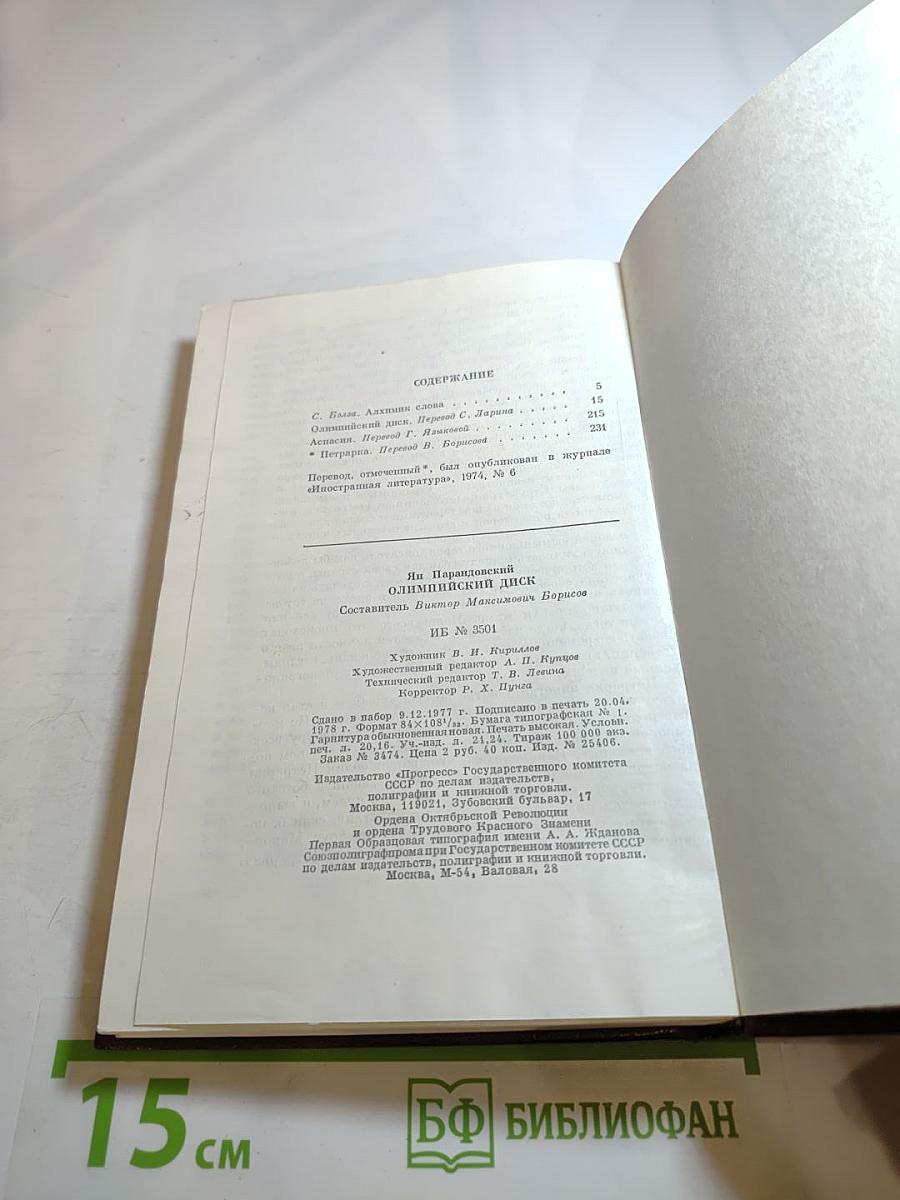 СОДЕРЖАНИЕ
С. Бэлза. Алхимик слова . . . . . . . . . . . 5
Олимпийский диск. Перевод С. Ларина . . . . . 15
Аспасия. Перевод Г. Языковой . . . . . . . . . 215
* Петрарка. Перевод В. Борисова . . . . . . . 231
Перевод, отмеченный*, был опубликован в журнале
«Иностранная литература», 1974, № 6
Ян Парандовский
ОЛИМПИЙСКИЙ ДИСК
Составитель Виктор Максимович Борисов
ИБ № 3501
Художник В. И. Кириллов
Художественный редактор А. П. Купцов
Технический редактор Т. В. Левина
Корректор Р. Х. Пунга
Сдано в набор 9.12.1977 г. Подписано в печать 20.04.
1978 г. Формат 84×108¹/₃₂. Бумага типографская № 1.
Гарнитура обыкновенная новая. Печать высокая. Условн.
печ. л. 20,16. Уч.-изд. л. 21,24. Тираж 100 000 экз.
Заказ № 3474. Цена 2 руб. 40 коп. Изд. № 25406.
Издательство «Прогресс» Государственного комитета
СССР по делам издательств,
полиграфии и книжной торговли.
Москва, 119021, Зубовский бульвар, 17
Ордена Октябрьской Революции
и ордена Трудового Красного Знамени
Первая Образцовая типография имени А. А. Жданова
Союзполиграфпрома при Государственном комитете СССР
по делам издательств, полиграфии и книжной торговли.
Москва, М-54, Валовая, 28
15 см
БФ БИБЛИОФАН